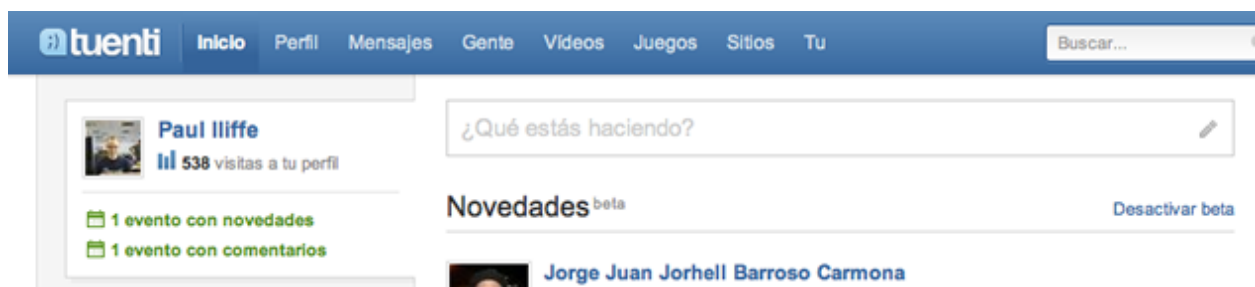 ;) tuenti Inicio Perfil Mensajes Gente Vídeos Juegos Sitios Tu Buscar...
Paul Iliffe
538 visitas a tu perfil
1 evento con novedades
1 evento con comentarios
¿Qué estás haciendo?
Novedades beta Desactivar beta
Jorge Juan Jorhell Barroso Carmona